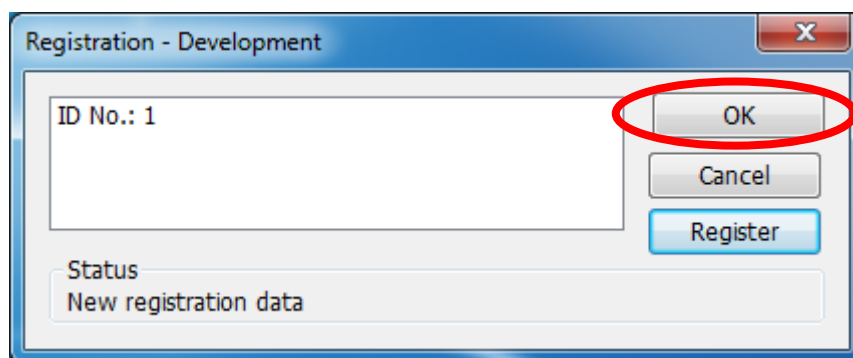 Registration - Development
ID No.: 1
OK
Cancel
Register
Status
New registration data